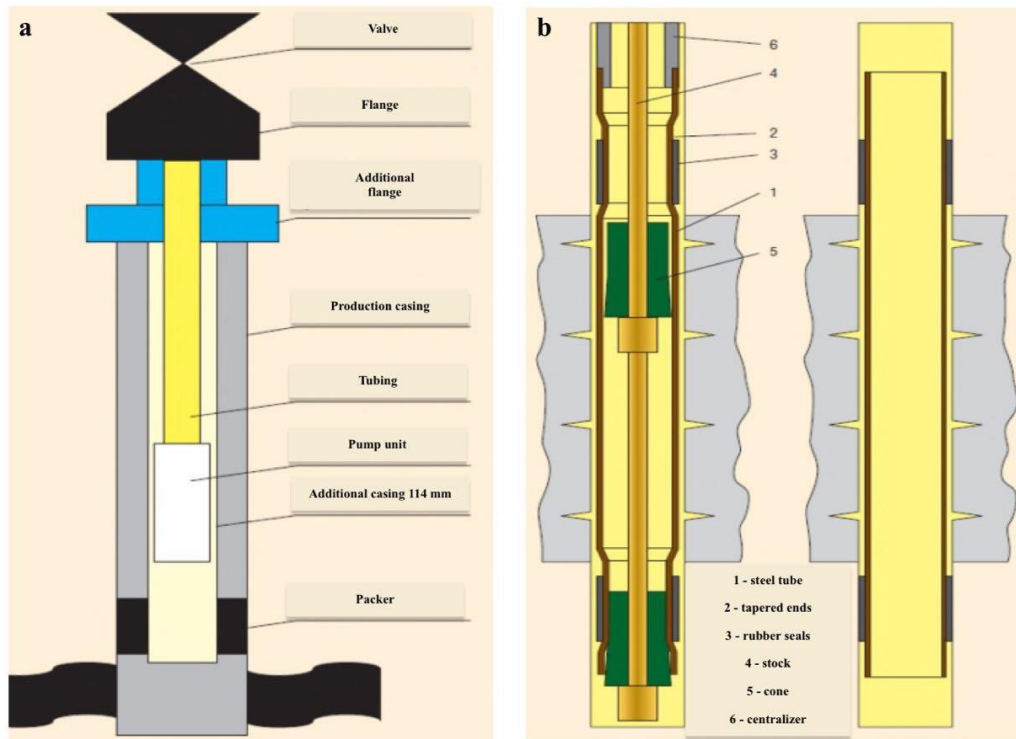 a
Valve
Flange
Additional
flange
Production casing
Tubing
Pump unit
Additional casing 114 mm
Packer
b
6
4
2
3
1
5
1 - steel tube
2 - tapered ends
3 - rubber seals
4 - stock
5 - cone
6 - centralizer